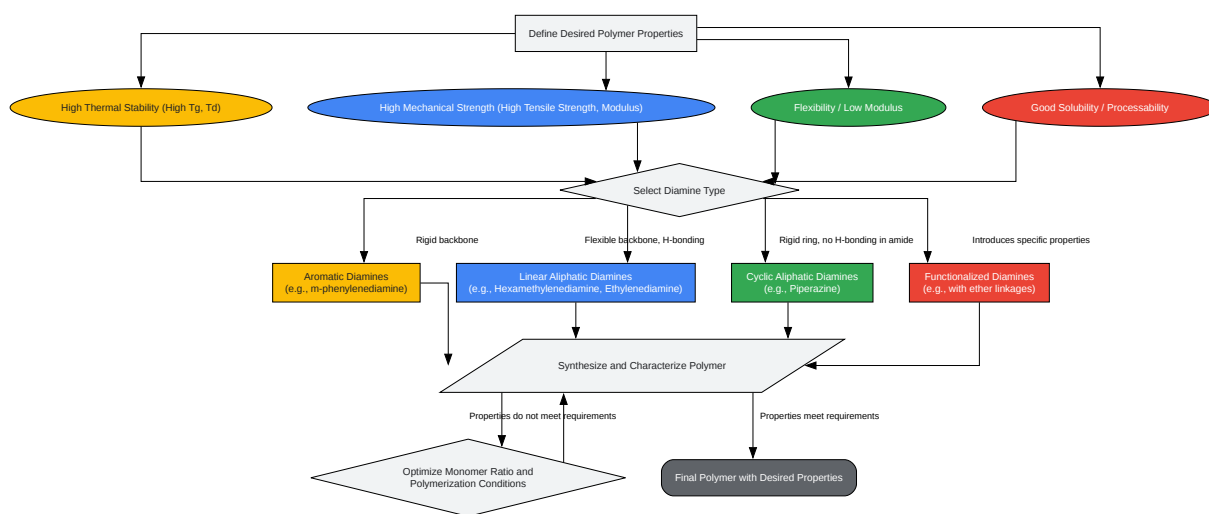 Define Desired Polymer Properties
High Thermal Stability (High Tg, Td)
High Mechanical Strength (High Tensile Strength, Modulus)
Flexibility / Low Modulus
Good Solubility / Processability
Select Diamine Type
Rigid backbone
Flexible backbone, H-bonding
Rigid ring, no H-bonding in amide
Introduces specific properties
Aromatic Diamines
(e.g., m-phenylenediamine)
Linear Aliphatic Diamines
(e.g., Hexamethylenediamine, Ethylenediamine)
Cyclic Aliphatic Diamines
(e.g., Piperazine)
Functionalized Diamines
(e.g., with ether linkages)
Synthesize and Characterize Polymer
Properties do not meet requirements
Properties meet requirements
Optimize Monomer Ratio and
Polymerization Conditions
Final Polymer with Desired Properties